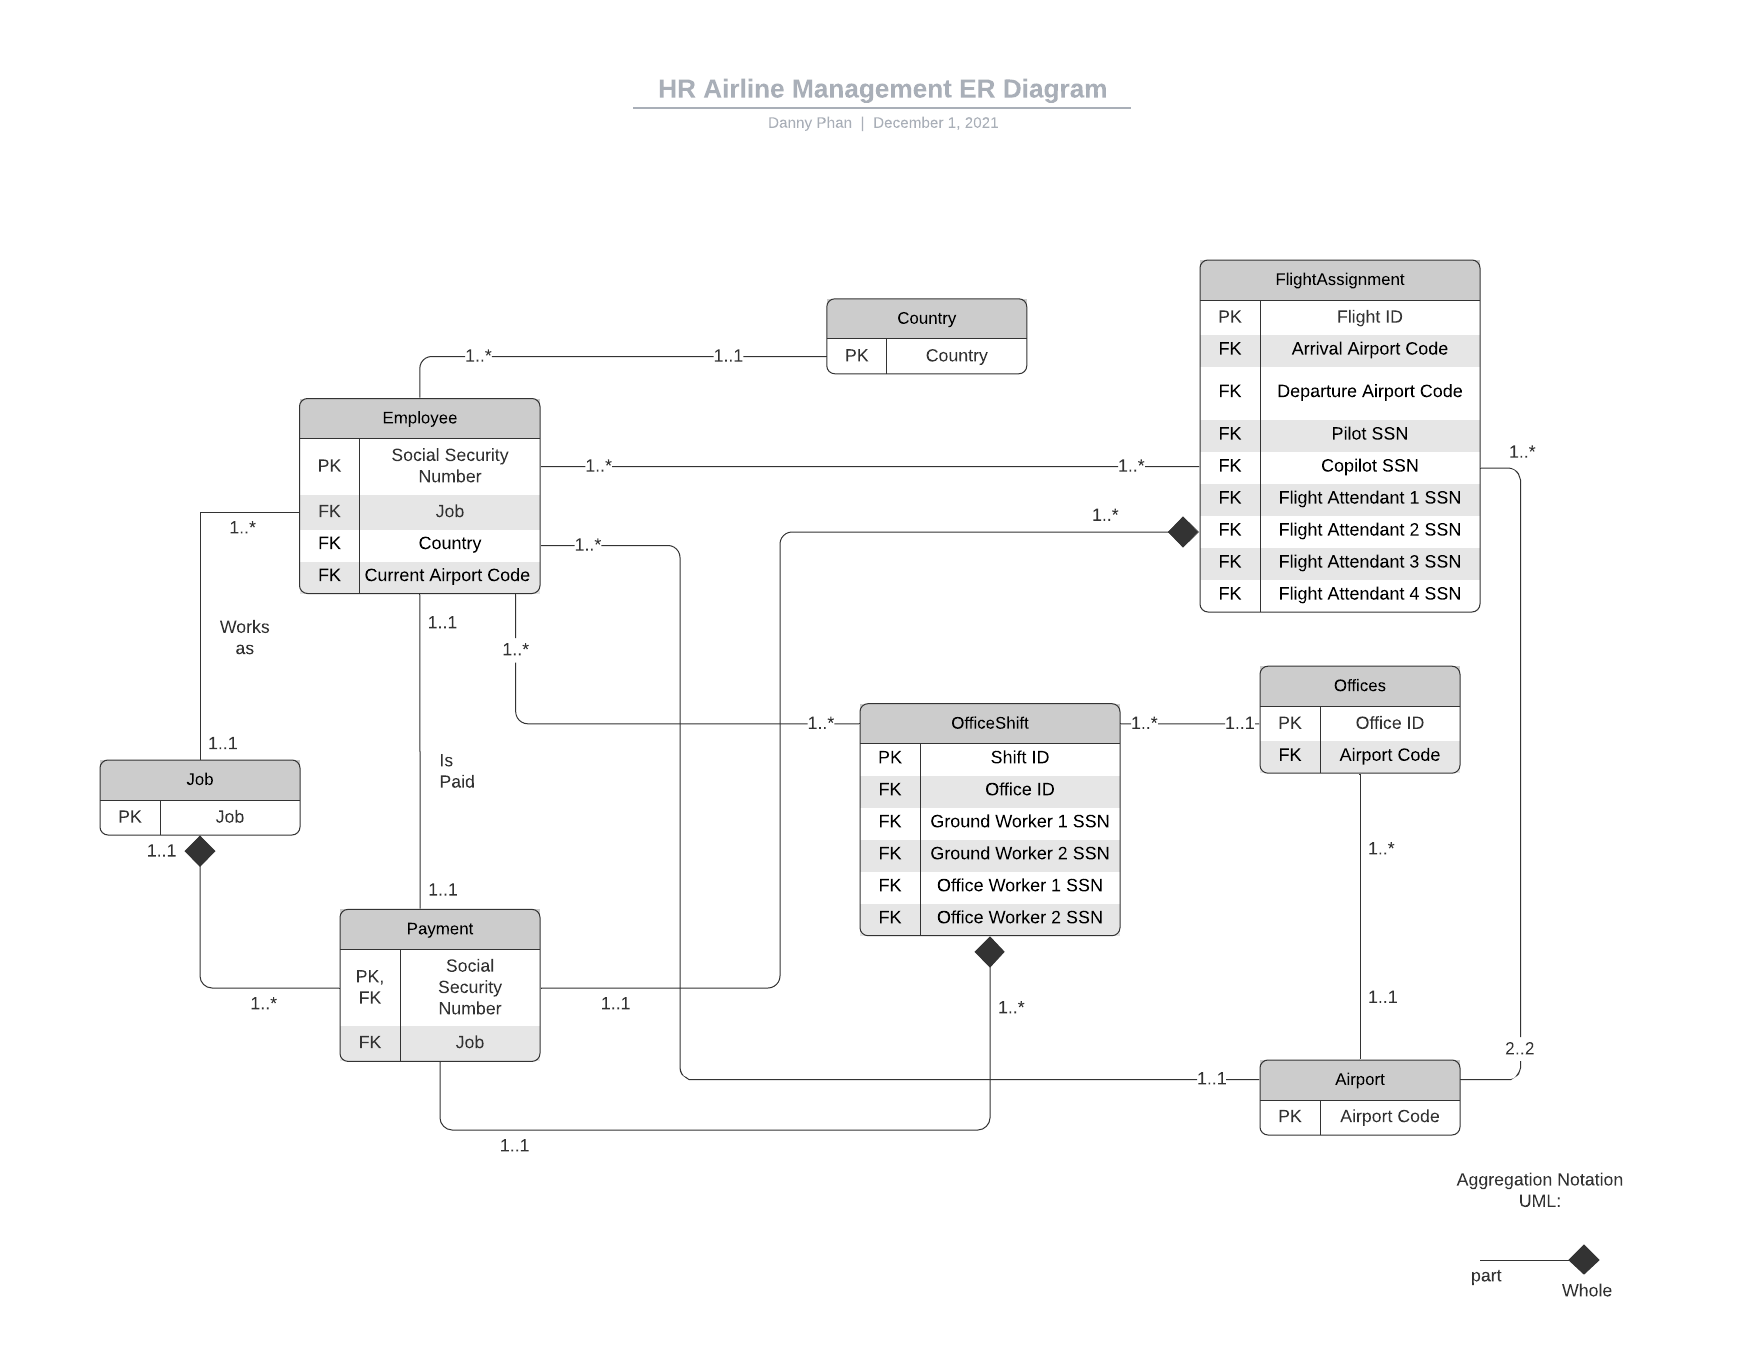 HR Airline Management ER Diagram
Danny Phan | December 1, 2021
Country
PK Country
1..* 1..1
FlightAssignment
PK Flight ID
FK Arrival Airport Code
FK Departure Airport Code
FK Pilot SSN
FK Copilot SSN
FK Flight Attendant 1 SSN
FK Flight Attendant 2 SSN
FK Flight Attendant 3 SSN
FK Flight Attendant 4 SSN
Employee
PK Social Security
Number
FK Job
FK Country
FK Current Airport Code
1..* 1..*
1..*
1..*
1..*
1..*
Works
as
1..1
1..1
1..*
Is
Paid
1..1
Job
PK Job
1..1
1..*
Payment
PK,
FK
Social
Security
Number
FK Job
1..1
1..1
1..*
OfficeShift
PK Shift ID
FK Office ID
FK Ground Worker 1 SSN
FK Ground Worker 2 SSN
FK Office Worker 1 SSN
FK Office Worker 2 SSN
1..*
1..* 1..1
Offices
PK Office ID
FK Airport Code
1..*
1..1
2..2
1..1
Airport
PK Airport Code
Aggregation Notation
UML:
part
Whole